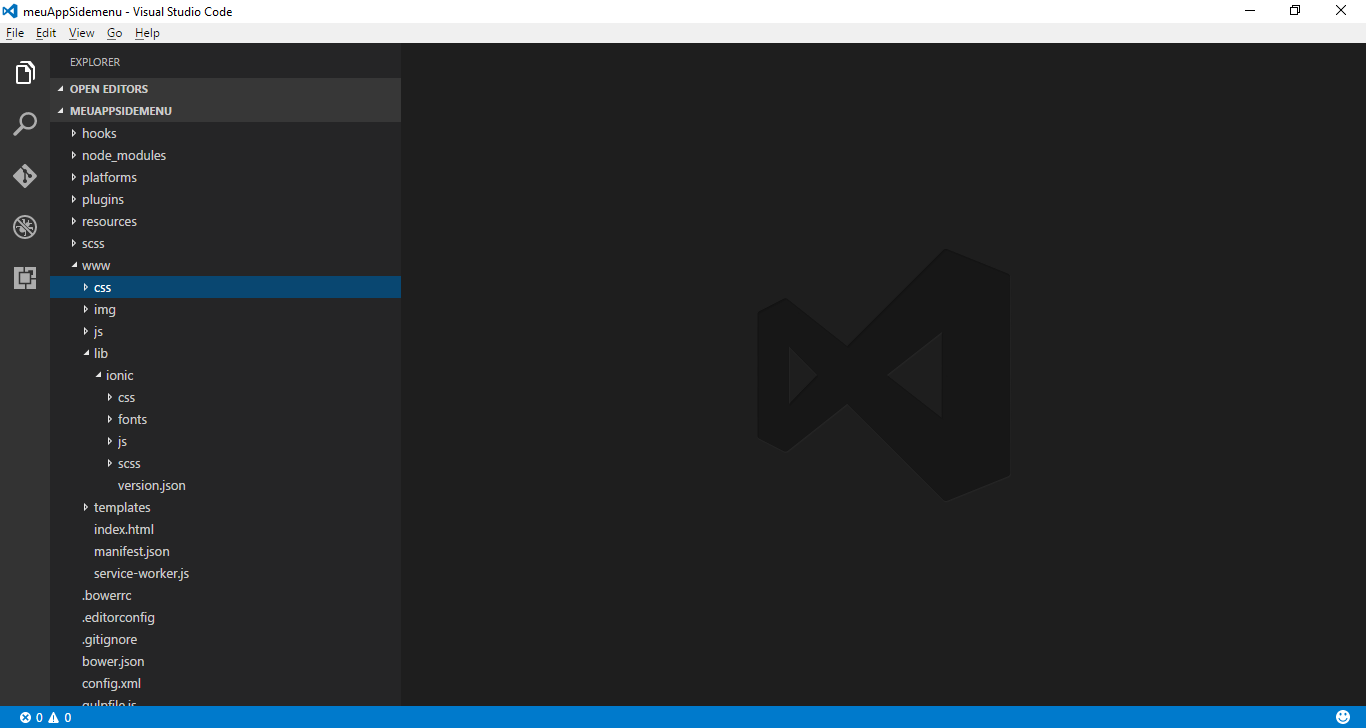 meuAppSidemenu - Visual Studio Code
File Edit View Go Help
EXPLORER
OPEN EDITORS
MEUAPPSIDEMENU
hooks
node_modules
platforms
plugins
resources
scss
www
css
img
js
lib
ionic
css
fonts
js
scss
version.json
templates
index.html
manifest.json
service-worker.js
.bowerrc
.editorconfig
.gitignore
bower.json
config.xml
gulpfile.js
0 0